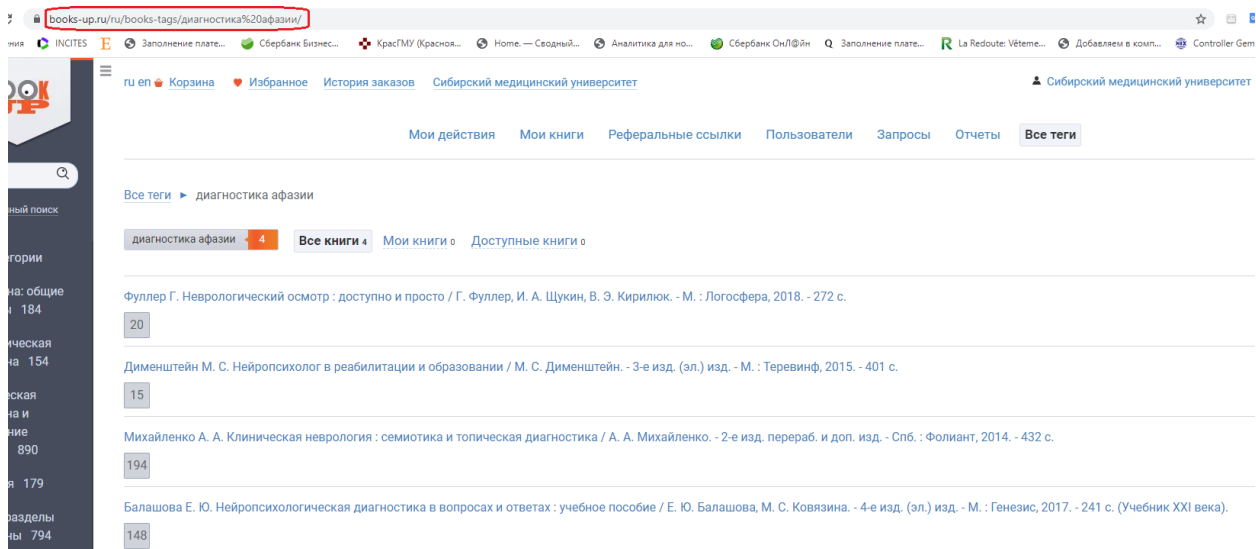 books-up.ru/ru/books-tags/диагностика%20афазии/
ния INCITES E Заполнение плате... Сбербанк Бизнес... КрасГМУ (Красноя... Home. — Сводный... Аналитика для но... Сбербанк ОнЛ@йн Q Заполнение плате... R La Redoute: Vêteme... Добавляем в комп... Controller Gem
ru en Корзина Избранное История заказов Сибирский медицинский университет Сибирский медицинский университет
BOOK
UP
Мои действия Мои книги Реферальные ссылки Пользователи Запросы Отчеты Все теги
Все теги ► диагностика афазии
ный поиск
диагностика афазии 4 Все книги 4 Мои книги 0 Доступные книги 0
гории
на: общие
184
Фуллер Г. Неврологический осмотр : доступно и просто / Г. Фуллер, И. А. Щукин, В. Э. Кирилюк. - М. : Логосфера, 2018. - 272 с.
20
ическая
на 154
Дименштейн М. С. Нейропсихолог в реабилитации и образовании / М. С. Дименштейн. - 3-е изд. (эл.) изд. - М. : Теревинф, 2015. - 401 с.
15
еская
на и
ние
890
Михайленко А. А. Клиническая неврология : семиотика и топическая диагностика / А. А. Михайленко. - 2-е изд. перераб. и доп. изд. - Спб. : Фолиант, 2014. - 432 с.
194
я 179
Балашова Е. Ю. Нейропсихологическая диагностика в вопросах и ответах : учебное пособие / Е. Ю. Балашова, М. С. Ковязина. - 4-е изд. (эл.) изд. - М. : Генезис, 2017. - 241 с. (Учебник XXI века).
148
разделы
ны 794